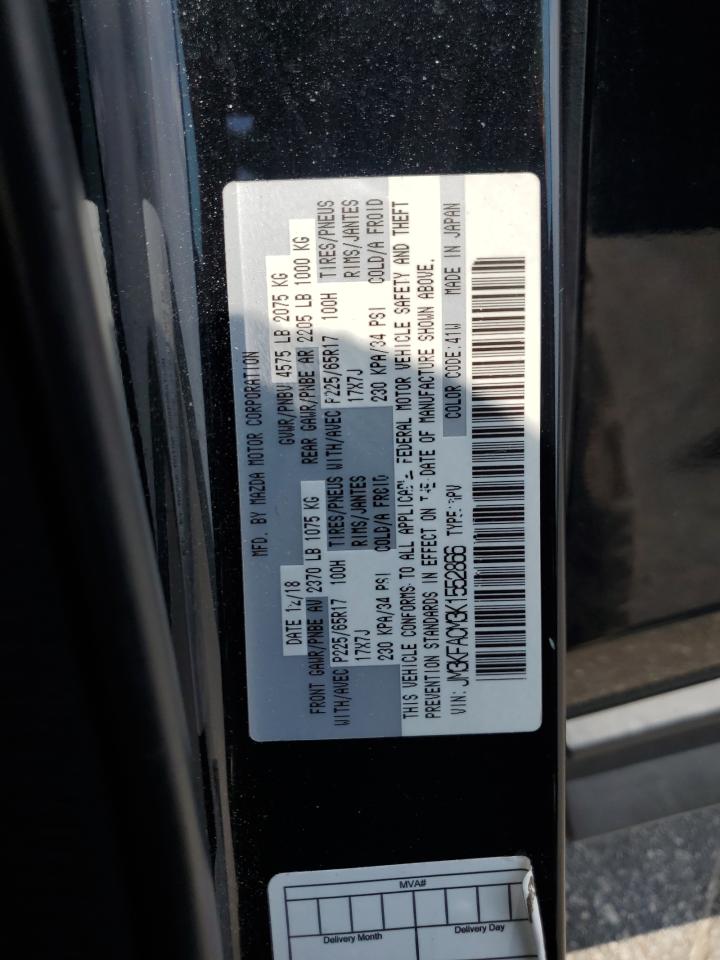 MFD. BY MAZDA MOTOR CORPORATION
DATE 12/18 GVWR/PNBV 4575 LB 2075 KG
FRONT GAWR/PNBE AV 2370 LB 1075 KG REAR GAWR/PNBE AR 2205 LB 1000 KG
WITH/AVEC P225/65R17 100H TIRES/PNEUS WITH/AVEC P225/65R17 100H TIRES/PNEUS
17X7J RIMS/JANTES 17X7J RIMS/JANTES
230 KPA/34 PSI COLD/A FROID 230 KPA/34 PSI COLD/A FROID
THIS VEHICLE CONFORMS TO ALL APPLICABLE FEDERAL MOTOR VEHICLE SAFETY AND THEFT
PREVENTION STANDARDS IN EFFECT ON THE DATE OF MANUFACTURE SHOWN ABOVE.
VIN: JM3KFACM3K1552866 TYPE: MPV COLOR CODE:41W MADE IN JAPAN
MVA#
Delivery Month Delivery Day